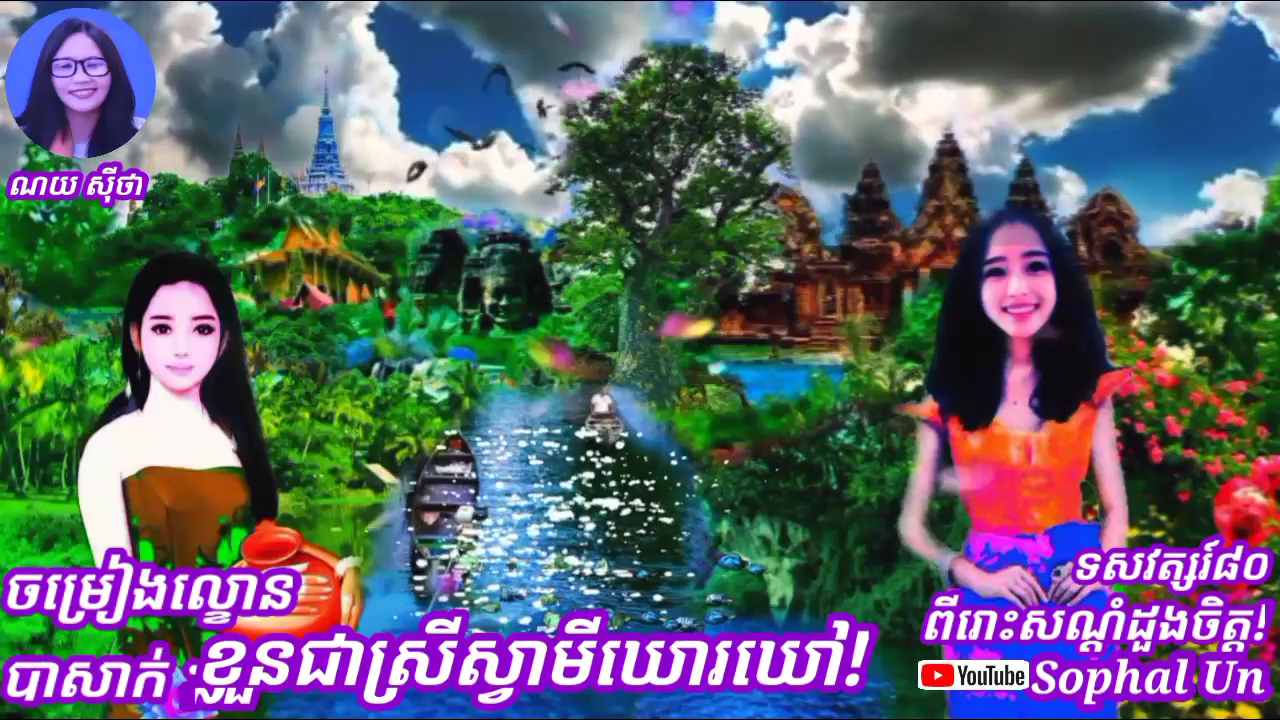 ណយ ស៊ីថា
ចម្រៀងល្ខោន
បាសាក់ ៖ ខ្លួនជាស្រីស្វាមីឃោរឃៅ!
ទសវត្សរ៍៨០
ពីរោះសណ្ដំដួងចិត្ត!
YouTube Sophal Un